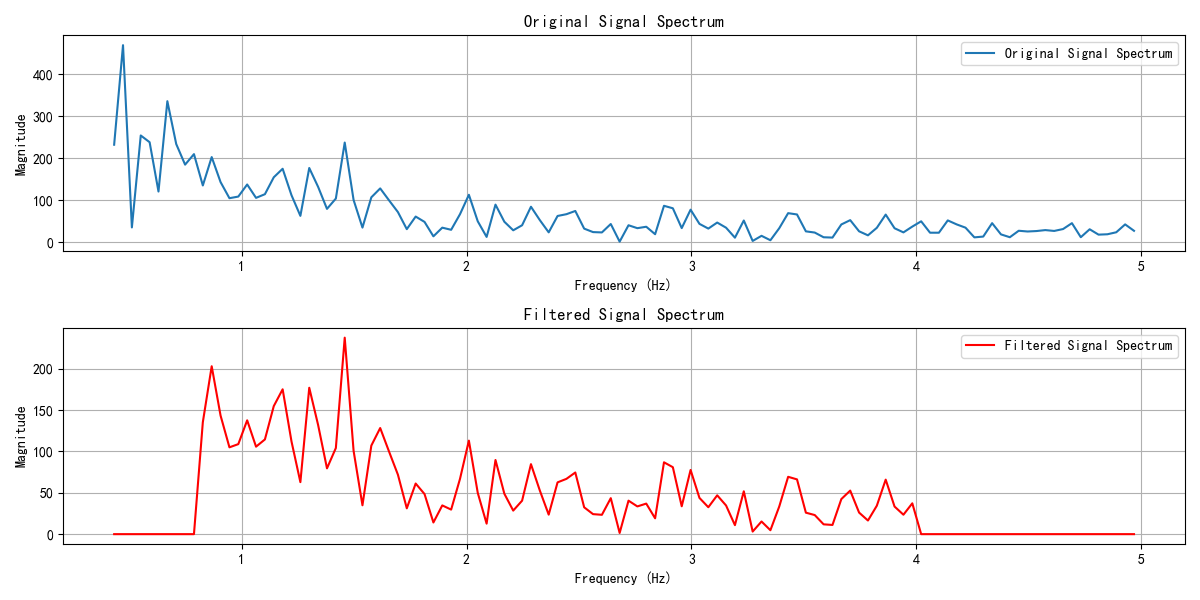 Original Signal Spectrum
Original Signal Spectrum
Magnitude
400
300
200
100
0
1
2
3
4
5
Frequency (Hz)
Filtered Signal Spectrum
Filtered Signal Spectrum
Magnitude
200
150
100
50
0
1
2
3
4
5
Frequency (Hz)